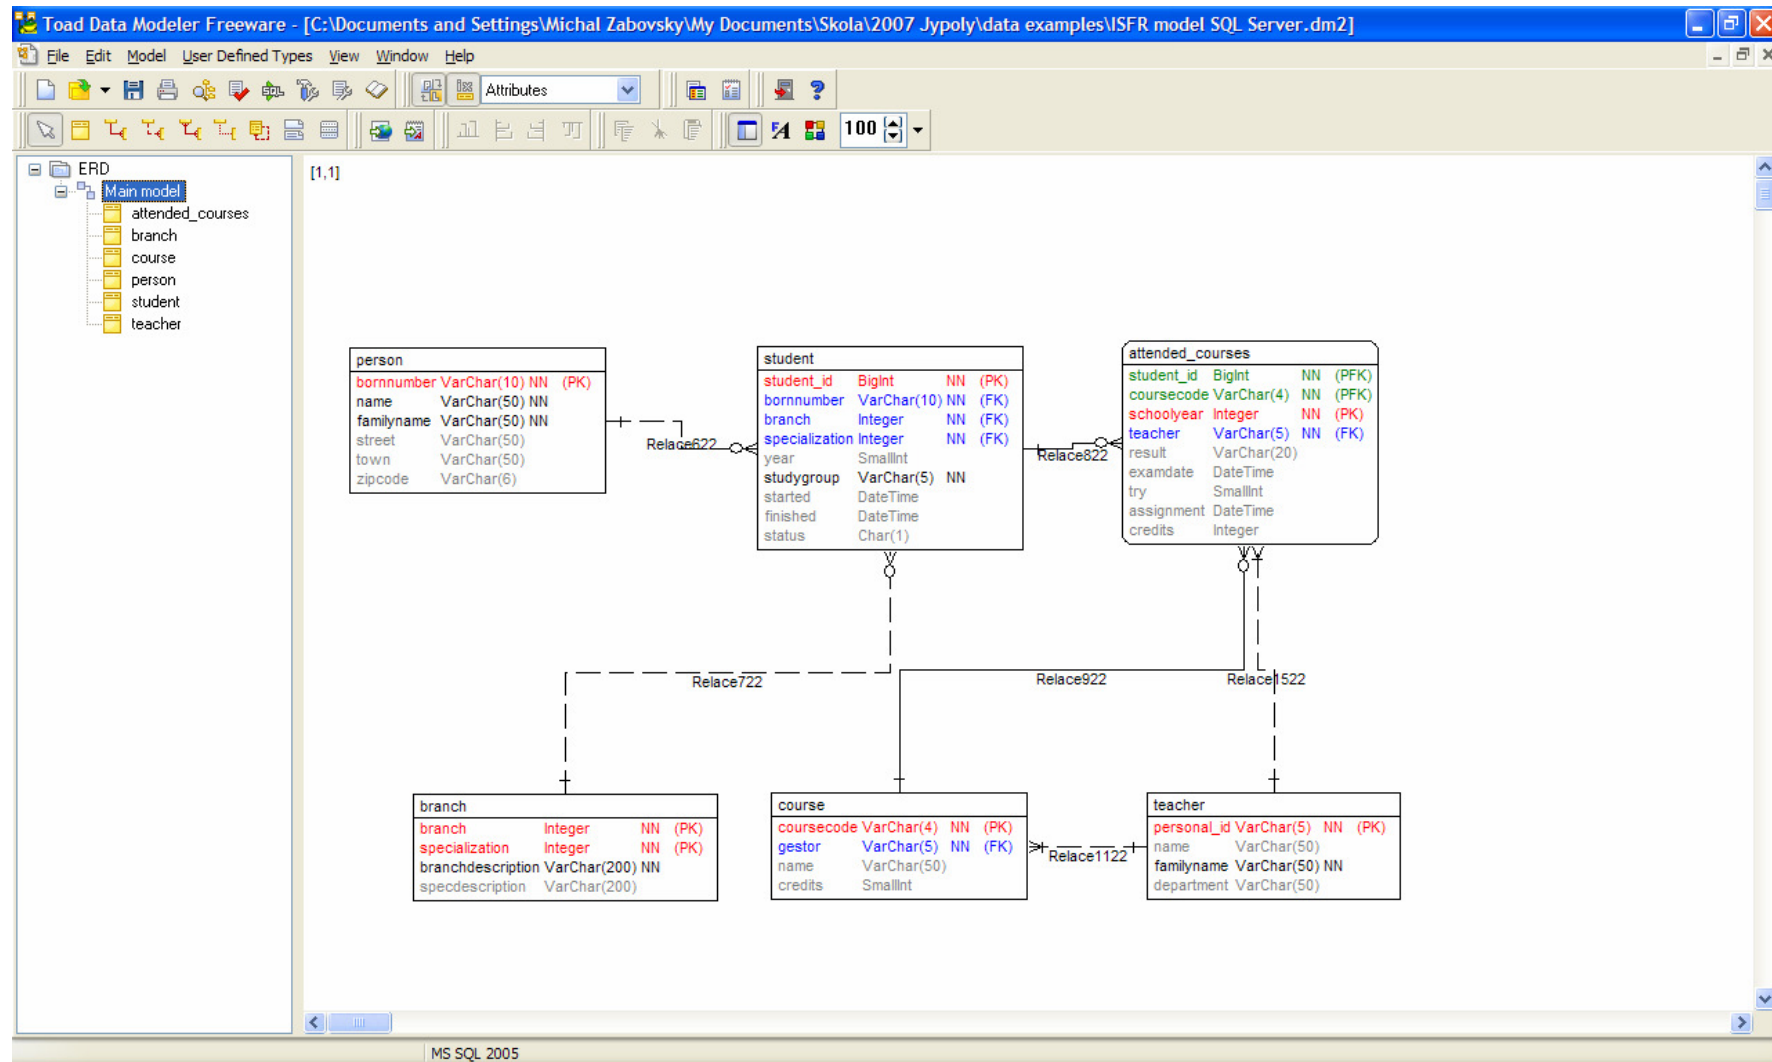 Toad Data Modeler Freeware - [C:\Documents and Settings\Michal Zabovsky\My Documents\Skola\2007 Jypoly\data examples\ISFR model SQL Server.dm2]
File Edit Model User Defined Types View Window Help
SQL Attributes
100
ERD
Main model
attended_courses
branch
course
person
student
teacher
[1,1]
person
bornnumber VarChar(10) NN (PK)
name VarChar(50) NN
familyname VarChar(50) NN
street VarChar(50)
town VarChar(50)
zipcode VarChar(6)
Relace622
student
student_id BigInt NN (PK)
bornnumber VarChar(10) NN (FK)
branch Integer NN (FK)
specialization Integer NN (FK)
year SmallInt
studygroup VarChar(5) NN
started DateTime
finished DateTime
status Char(1)
Relace822
attended_courses
student_id BigInt NN (PFK)
coursecode VarChar(4) NN (PFK)
schoolyear Integer NN (PK)
teacher VarChar(5) NN (FK)
result VarChar(20)
examdate DateTime
try SmallInt
assignment DateTime
credits Integer
Relace722
Relace922
Relace1522
branch
branch Integer NN (PK)
specialization Integer NN (PK)
branchdescription VarChar(200) NN
specdescription VarChar(200)
course
coursecode VarChar(4) NN (PK)
gestor VarChar(5) NN (FK)
name VarChar(50)
credits SmallInt
Relace1122
teacher
personal_id VarChar(5) NN (PK)
name VarChar(50)
familyname VarChar(50) NN
department VarChar(50)
MS SQL 2005